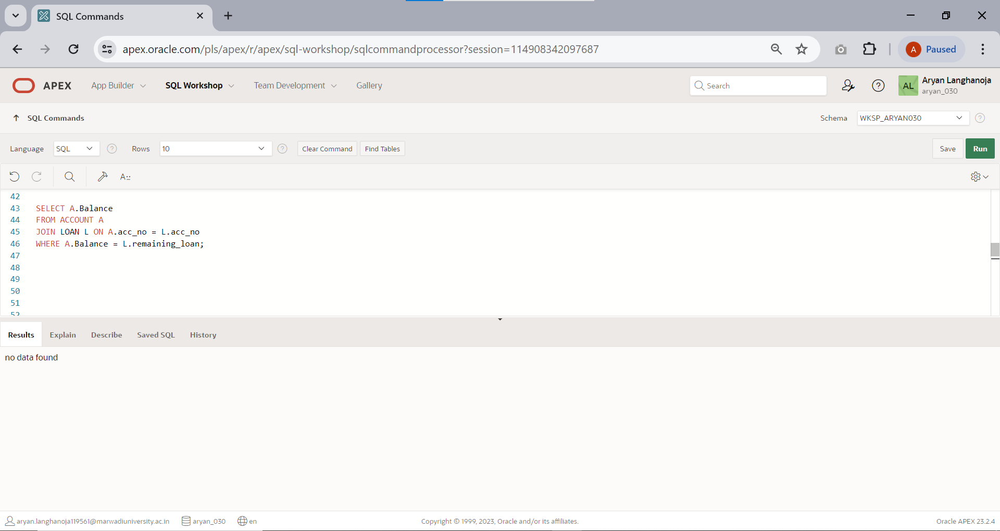 SQL Commands
apex.oracle.com/pls/apex/r/apex/sql-workshop/sqlcommandprocessor?session=114908342097687
A Paused
APEX App Builder SQL Workshop Team Development Gallery Search AL Aryan Langhanoja
aryan_030
SQL Commands Schema WKSP_ARYAN030
Language SQL Rows 10 Clear Command Find Tables Save Run
A::
42
43 SELECT A.Balance
44 FROM ACCOUNT A
45 JOIN LOAN L ON A.acc_no = L.acc_no
46 WHERE A.Balance = L.remaining_loan;
47
48
49
50
51
52
Results Explain Describe Saved SQL History
no data found
aryan.langhanoja119561@marwadiuniversity.ac.in aryan_030 en Copyright © 1999, 2023, Oracle and/or its affiliates. Oracle APEX 23.2.4